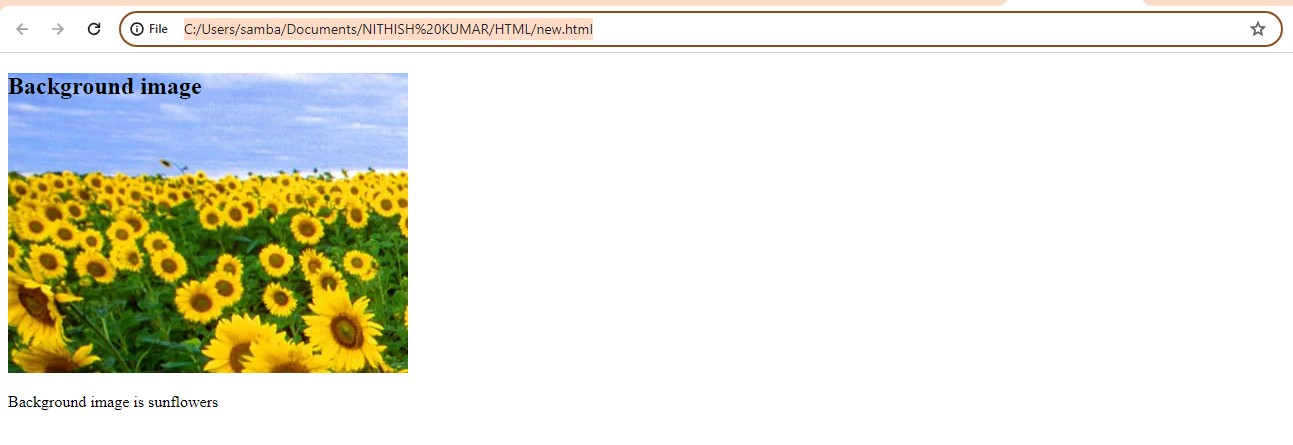 File C:/Users/samba/Documents/NITHISH%20KUMAR/HTML/new.html
Background image
Background image is sunflowers